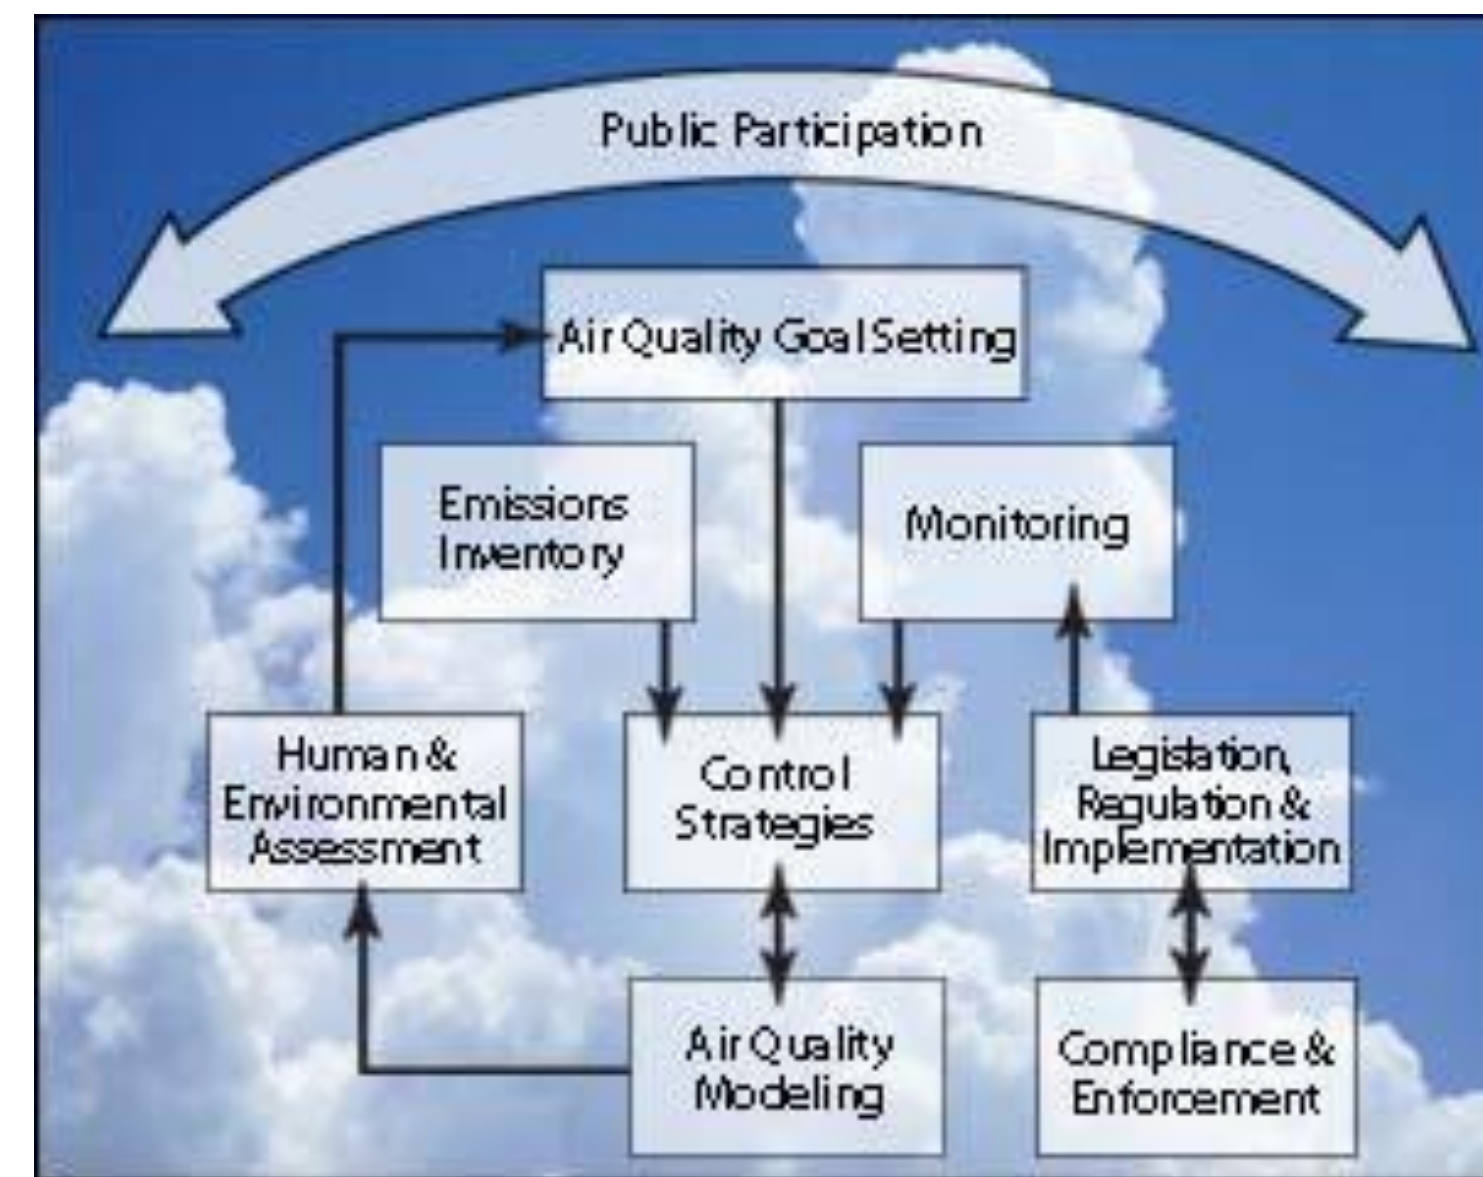 Public Participation
Air Quality Goal Setting
Emissions
Inventory
Monitoring
Human &
Environmental
Assessment
Control
Strategies
Legislation,
Regulation &
Implementation
Air Quality
Modeling
Compliance &
Enforcement